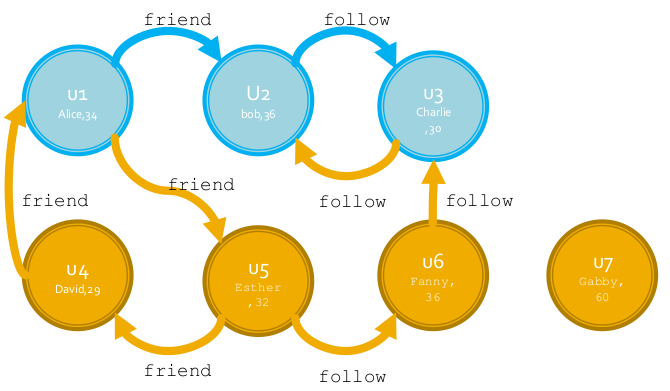 friend
follow
u1
Alice,34
U2
bob,36
u3
Charlie
,30
friend
friend
follow
follow
u4
David,29
u5
Esther
,32
u6
Fanny,
36
u7
Gabby,
60
friend
follow